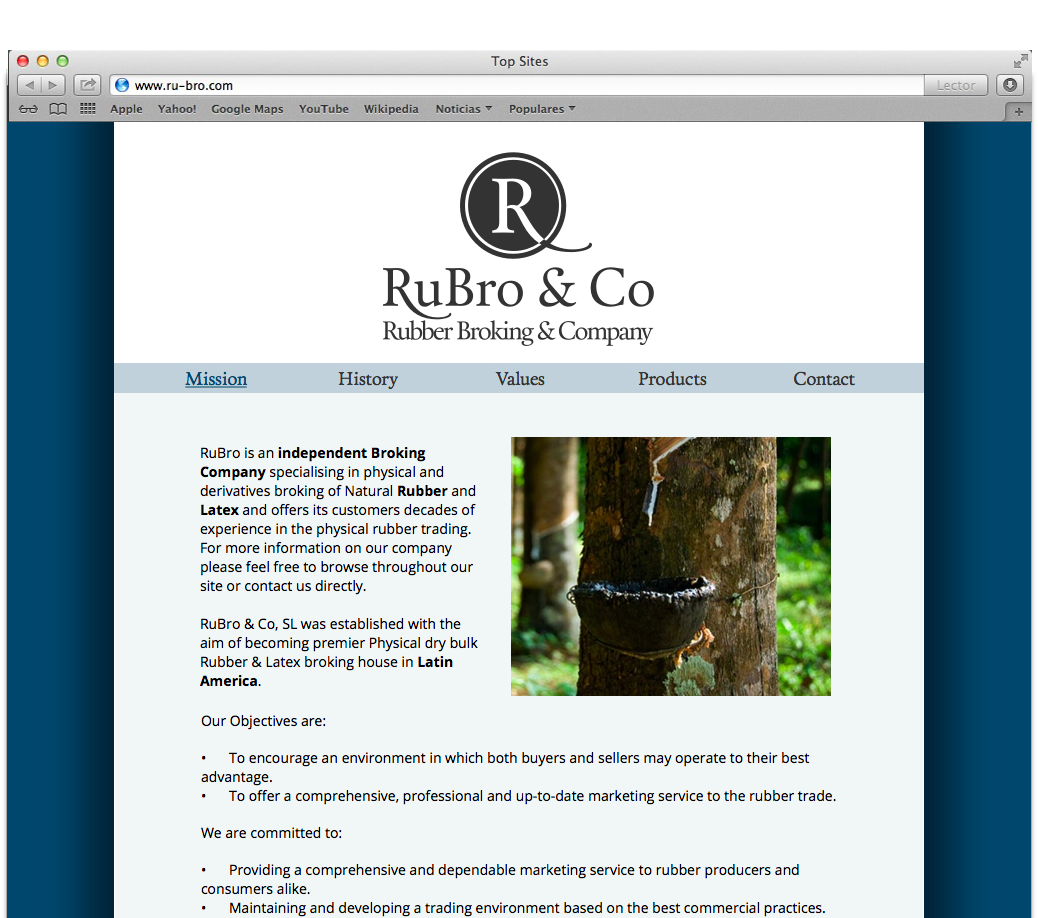 Top Sites
www.ru-bro.com
Lector
Apple Yahoo! Google Maps YouTube Wikipedia Noticias Populares
R
RuBro & Co
Rubber Broking & Company
Mission History Values Products Contact
RuBro is an independent Broking
Company specialising in physical and
derivatives broking of Natural Rubber and
Latex and offers its customers decades of
experience in the physical rubber trading.
For more information on our company
please feel free to browse throughout our
site or contact us directly.
RuBro & Co, SL was established with the
aim of becoming premier Physical dry bulk
Rubber & Latex broking house in Latin
America.
Our Objectives are:
• To encourage an environment in which both buyers and sellers may operate to their best
advantage.
• To offer a comprehensive, professional and up-to-date marketing service to the rubber trade.
We are committed to:
• Providing a comprehensive and dependable marketing service to rubber producers and
consumers alike.
• Maintaining and developing a trading environment based on the best commercial practices.